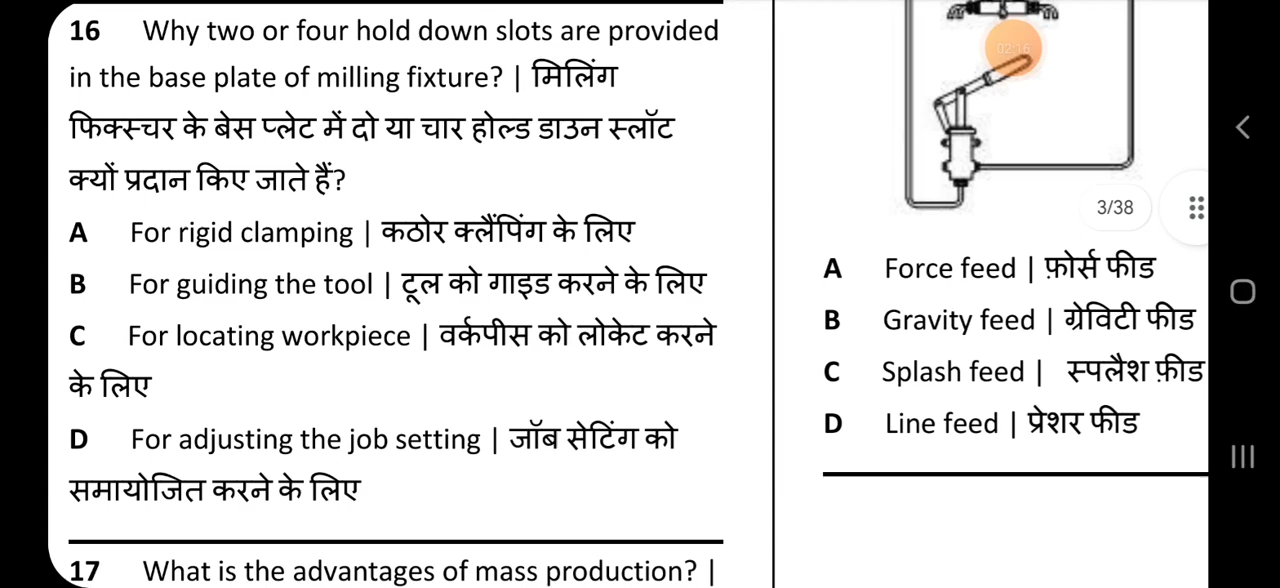 16 Why two or four hold down slots are provided
in the base plate of milling fixture? | मिलिंग
फिक्स्चर के बेस प्लेट में दो या चार होल्ड डाउन स्लॉट
क्यों प्रदान किए जाते हैं?
A For rigid clamping | कठोर क्लैंपिंग के लिए
B For guiding the tool | टूल को गाइड करने के लिए
C For locating workpiece | वर्कपीस को लोकेट करने
के लिए
D For adjusting the job setting | जॉब सेटिंग को
समायोजित करने के लिए
17 What is the advantages of mass production? |
02:16
3/38
A Force feed | फ़ोर्स फीड
B Gravity feed | ग्रेविटी फीड
C Splash feed | स्पलैश फ़ीड
D Line feed | प्रेशर फीड